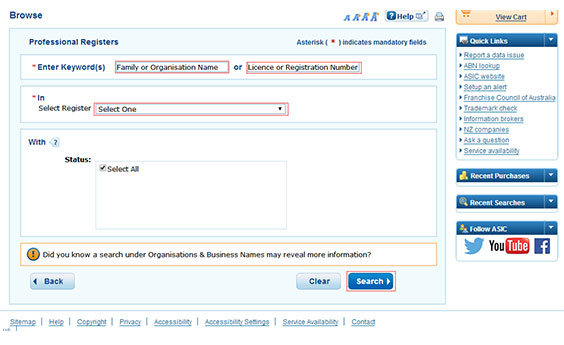 Browse
A A A A
Help
View Cart
Professional Registers
Asterisk ( * ) indicates mandatory fields
* Enter Keyword(s) Family or Organisation Name or Licence or Registration Number
* In
Select Register Select One
With ?
Status:
Select All
Did you know a search under Organisations & Business Names may reveal more information?
Back
Clear
Search
Quick Links
Report a data issue
ABN lookup
ASIC website
Setup an alert
Franchise Council of Australia
Trademark check
Information brokers
NZ companies
Ask a question
Service availability
Recent Purchases
Recent Searches
Follow ASIC
YouTube f
Sitemap | Help | Copyright | Privacy | Accessibility | Accessibility Settings | Service Availability | Contact